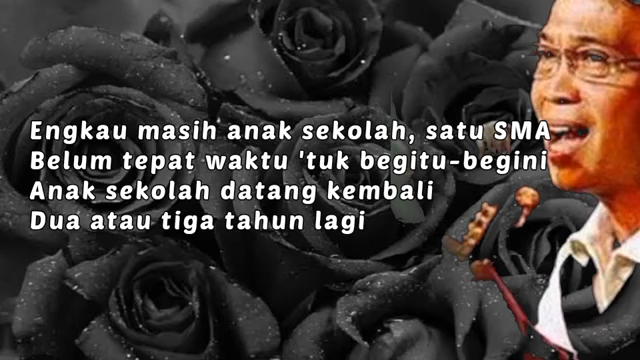 Engkau masih anak sekolah, satu SMA
Belum tepat waktu 'tuk begitu-begini
Anak sekolah datang kembali
Dua atau tiga tahun lagi